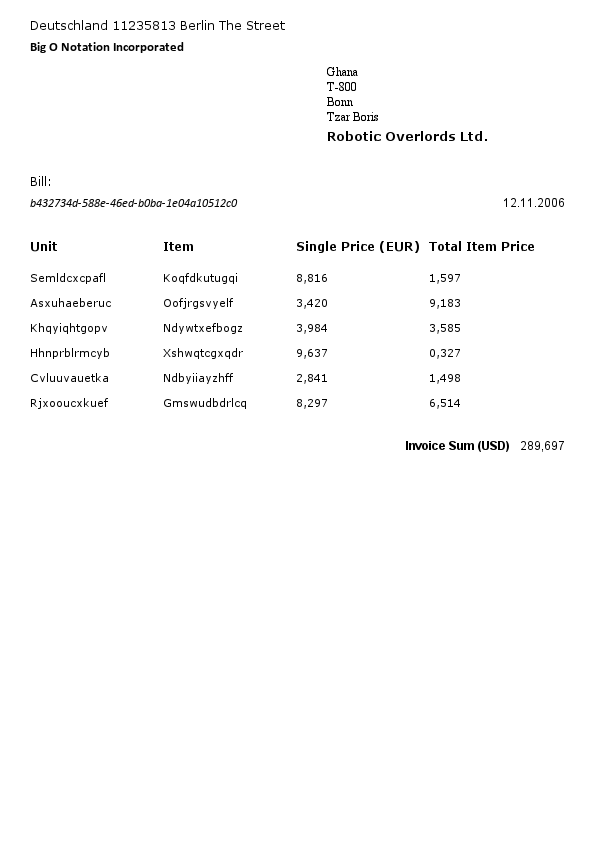 Deutschland 11235813 Berlin The Street
Big O Notation Incorporated
Ghana
T-800
Bonn
Tzar Boris
Robotic Overlords Ltd.
Bill:
b432734d-588e-46ed-b0ba-1e04a10512c0 12.11.2006
Unit Item Single Price (EUR) Total Item Price
Semldcxcpafl Koqfdkutugqi 8,816 1,597
Asxuhaeberuc Oofjrgsvyelf 3,420 9,183
Khqyiqhtgopv Ndywtxefbogz 3,984 3,585
Hhnprblrmcyb Xshwqtcgxqdr 9,637 0,327
Cvluuvauetka Ndbyiiayzhff 2,841 1,498
Rjxooucxkuef Gmswudbdrlcq 8,297 6,514
Invoice Sum (USD) 289,697